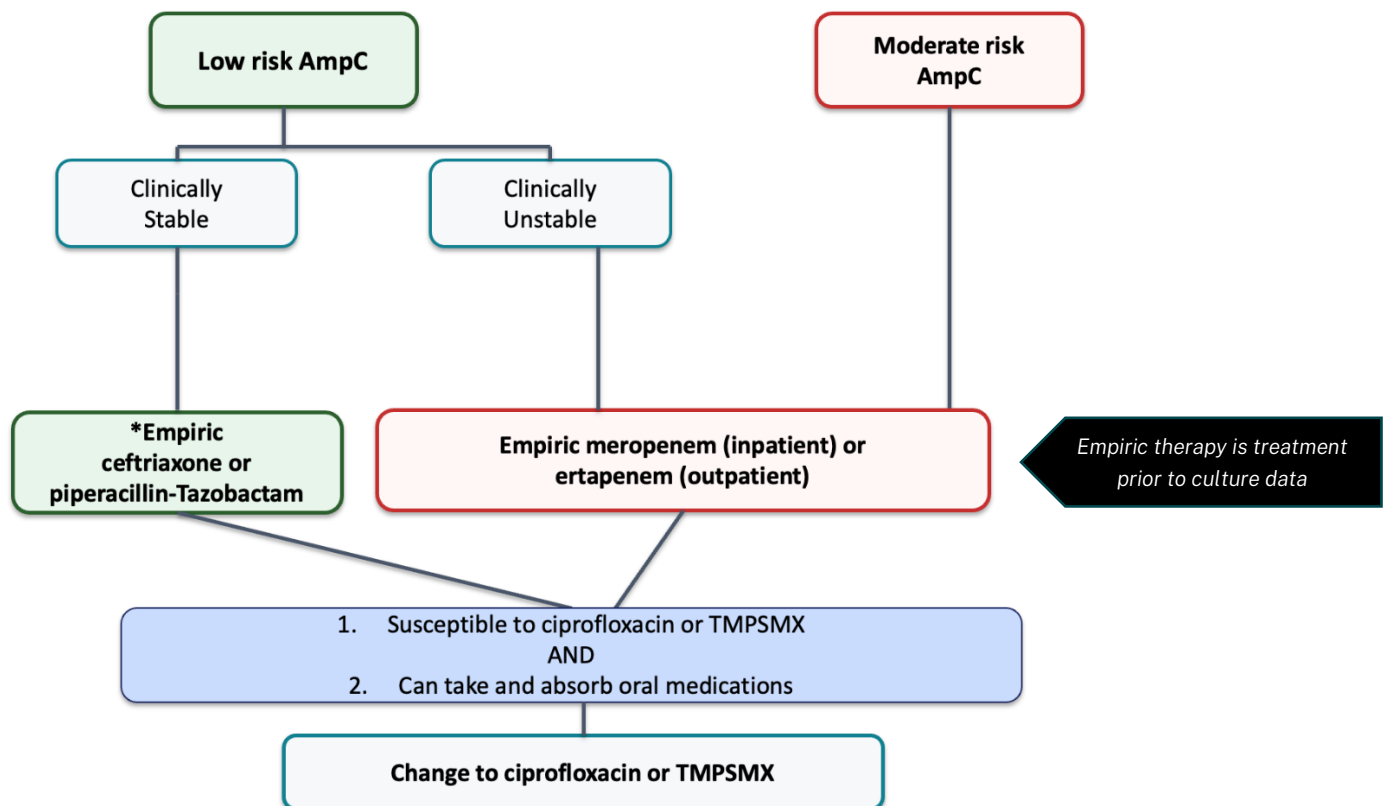 Low risk AmpC
Moderate risk
AmpC
Clinically
Stable
Clinically
Unstable
*Empiric
ceftriaxone or
piperacillin-Tazobactam
Empiric meropenem (inpatient) or
ertapenem (outpatient)
Empiric therapy is treatment
prior to culture data
1. Susceptible to ciprofloxacin or TMPSMX
AND
2. Can take and absorb oral medications
Change to ciprofloxacin or TMPSMX